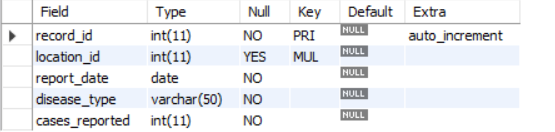 Field Type Null Key Default Extra
record_id int(11) NO PRI NULL auto_increment
location_id int(11) YES MUL NULL
report_date date NO NULL
disease_type varchar(50) NO NULL
cases_reported int(11) NO NULL